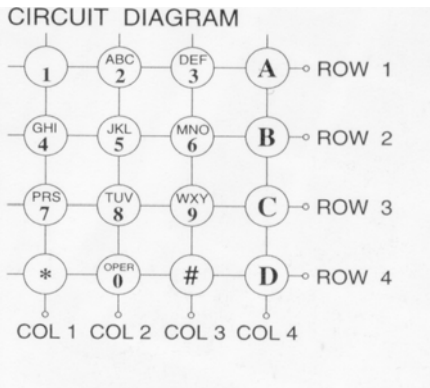 CIRCUIT DIAGRAM
ABC DEF
1 2 3 A ROW 1
GHI JKL MNO
4 5 6 B ROW 2
PRS TUV WXY
7 8 9 C ROW 3
OPER
* 0 # D ROW 4
COL 1 COL 2 COL 3 COL 4